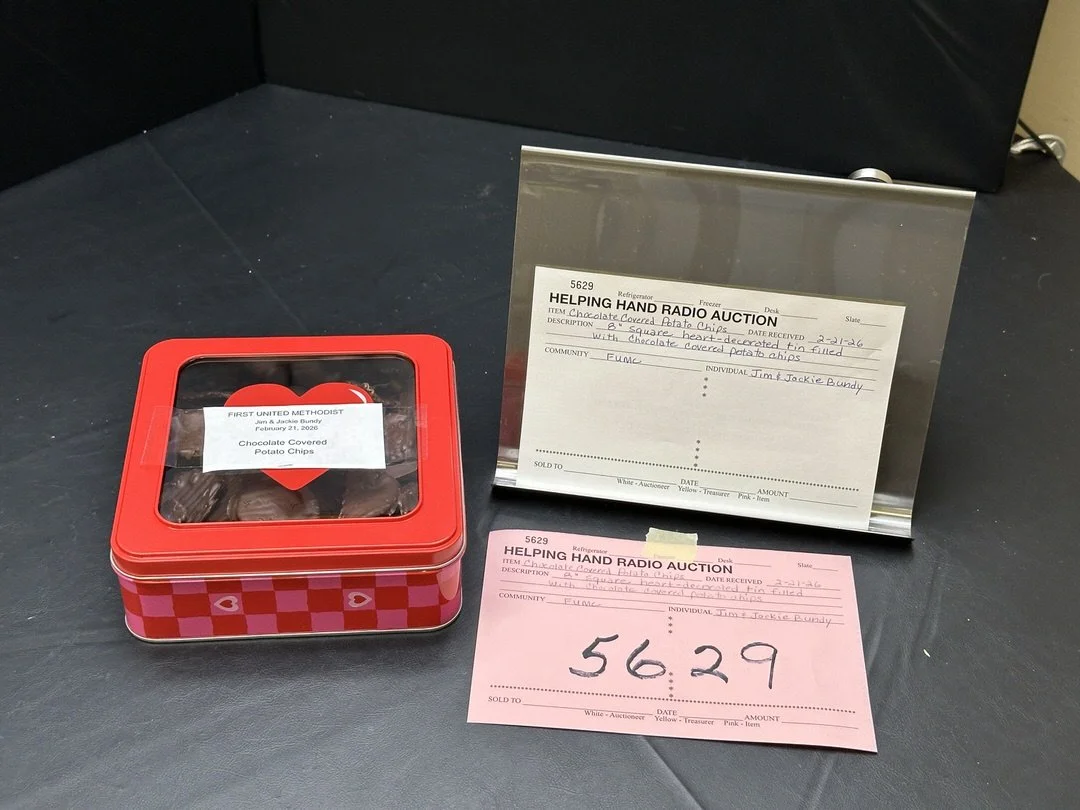 FIRST UNITED METHODIST
Jim & Jackie Bundy
February 21, 2026
Chocolate Covered
Potato Chips
5629
Refrigerator Freezer Desk Slate
HELPING HAND RADIO AUCTION
ITEM Chocolate Covered Potato Chips DATE RECEIVED 2-21-26
DESCRIPTION 8" square heart-decorated tin filled
with chocolate covered potato chips
COMMUNITY FUMC INDIVIDUAL Jim & Jackie Bundy
SOLD TO DATE AMOUNT
White - Auctioneer Yellow - Treasurer Pink - Item
5629
Refrigerator Freezer Desk Slate
HELPING HAND RADIO AUCTION
ITEM Chocolate Covered Potato Chips DATE RECEIVED 2-21-26
DESCRIPTION 8" square heart-decorated tin filled
with chocolate covered potato chips
COMMUNITY FUMC INDIVIDUAL Jim & Jackie Bundy
5629
SOLD TO DATE AMOUNT
White - Auctioneer Yellow - Treasurer Pink - Item